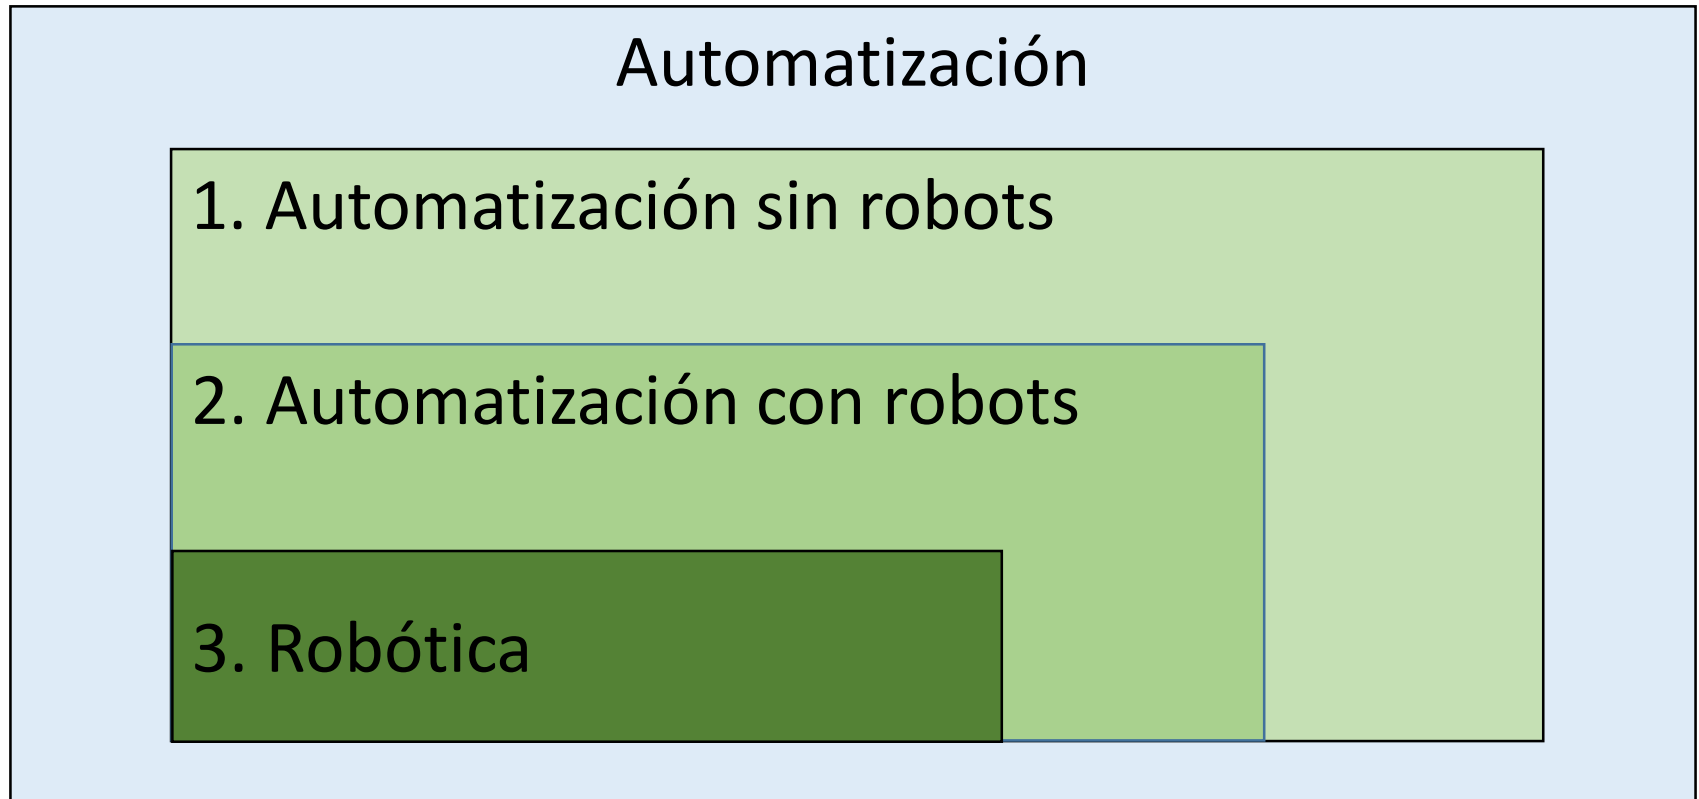 Automatización
1. Automatización sin robots
2. Automatización con robots
3. Robótica